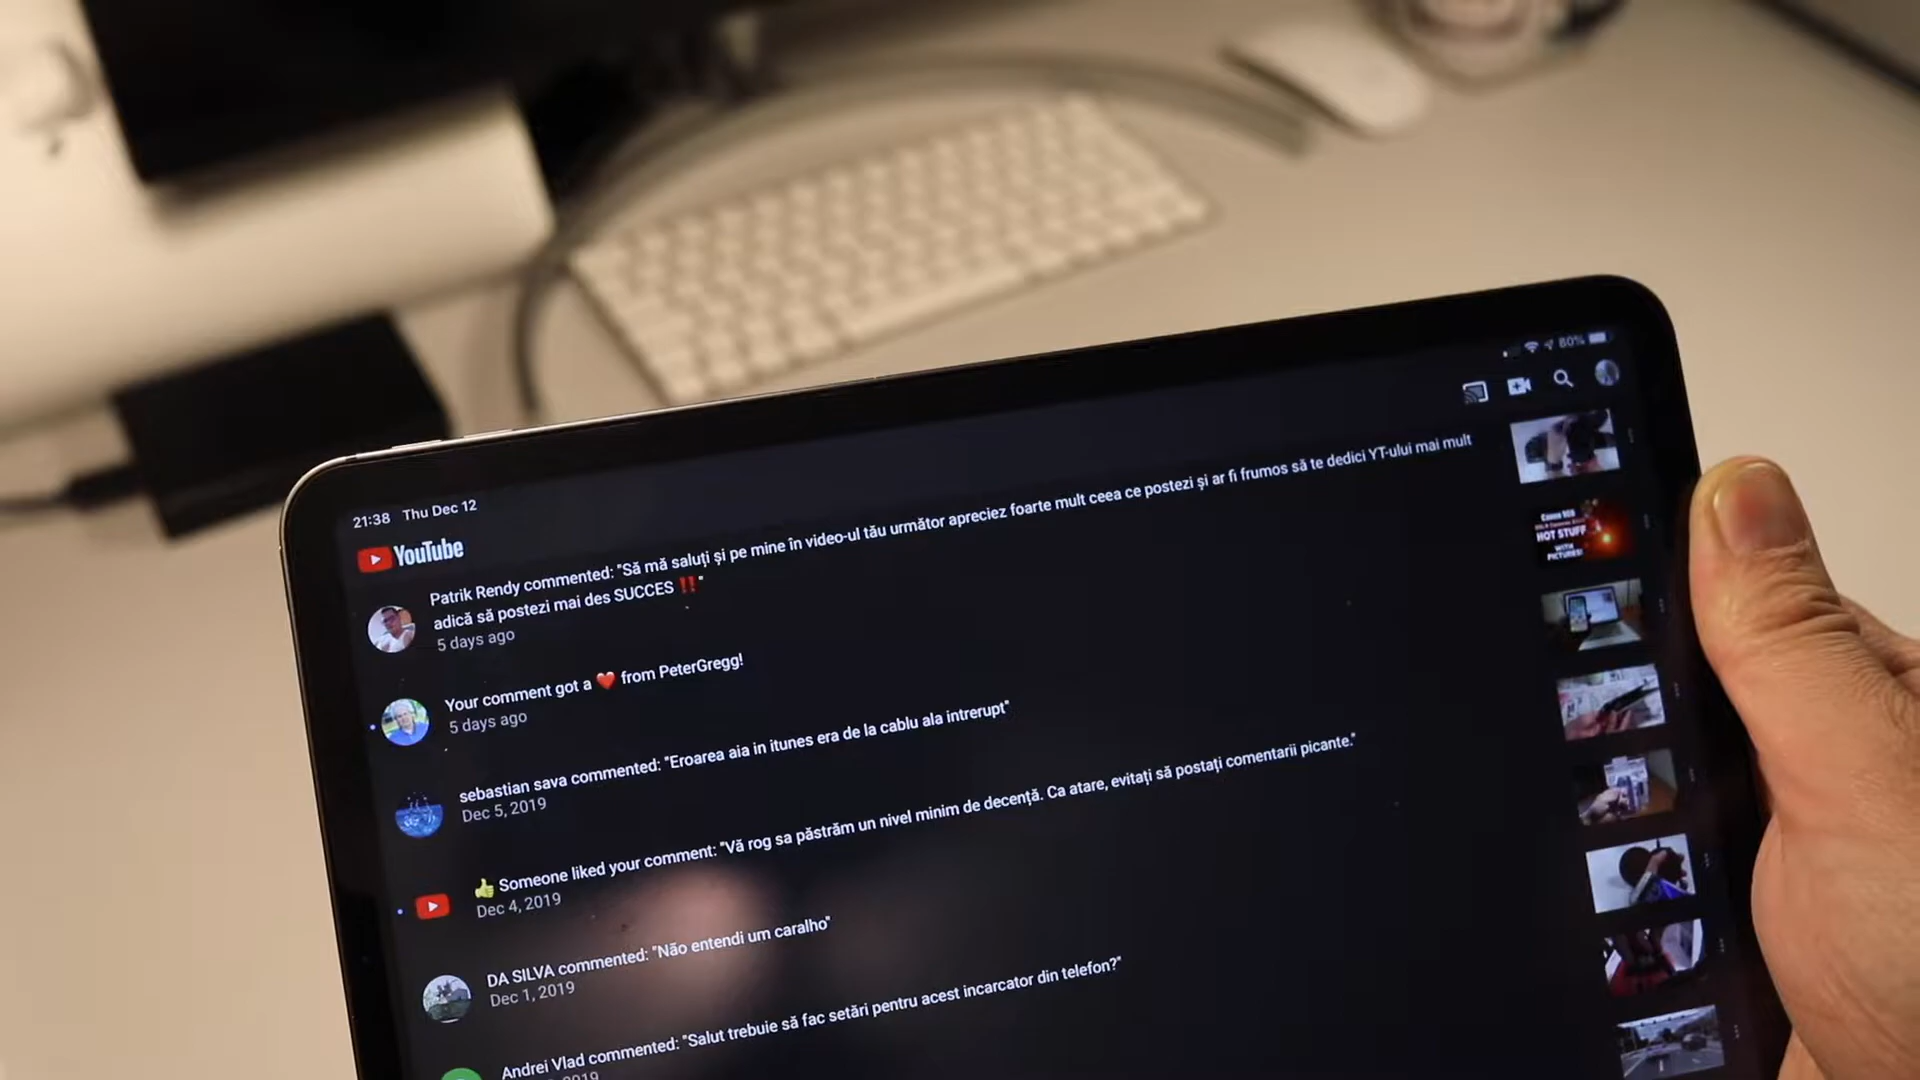 21:38 Thu Dec 12
60%
YouTube
Patrik Rendy commented: "Să mă saluți și pe mine în video-ul tău următor apreciez foarte mult ceea ce postezi și ar fi frumos să te dedici YT-ului mai mult
adică să postezi mai des SUCCES ‼️"
5 days ago
Your comment got a ❤️ from PeterGregg!
5 days ago
sebastian sava commented: "Eroarea aia in itunes era de la cablu ala intrerupt"
Dec 5, 2019
👍 Someone liked your comment: "Vă rog sa păstrăm un nivel minim de decență. Ca atare, evitați să postați comentarii picante."
Dec 4, 2019
DA SILVA commented: "Não entendi um caralho"
Dec 1, 2019
Andrei Vlad commented: "Salut trebuie să fac setări pentru acest incarcator din telefon?"
2019
HOT STUFF
WITH
PICTURES!